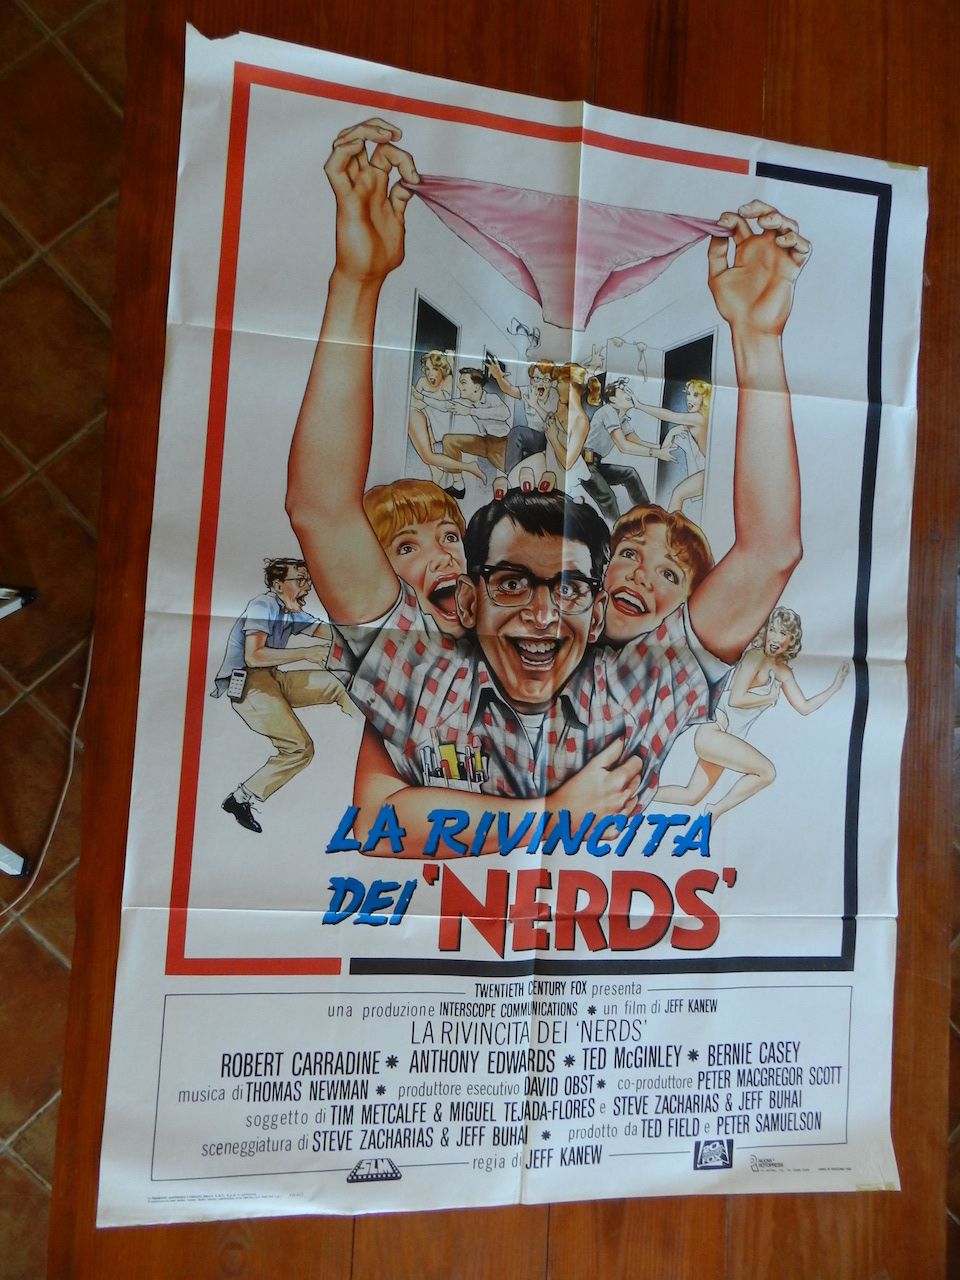 LA RIVINCITA
DEI 'NERDS'
TWENTIETH CENTURY FOX presenta
una produzione INTERSCOPE COMMUNICATIONS * un film di JEFF KANEW
LA RIVINCITA DEI 'NERDS'
ROBERT CARRADINE * ANTHONY EDWARDS * TED McGINLEY * BERNIE CASEY
musica di THOMAS NEWMAN * produttore esecutivo DAVID OBST * co-produttore PETER MACGREGOR SCOTT
soggetto di TIM METCALFE & MIGUEL TEJADA-FLORES e STEVE ZACHARIAS & JEFF BUHAI
sceneggiatura di STEVE ZACHARIAS & JEFF BUHAI * prodotto da TED FIELD e PETER SAMUELSON
regia di JEFF KANEW